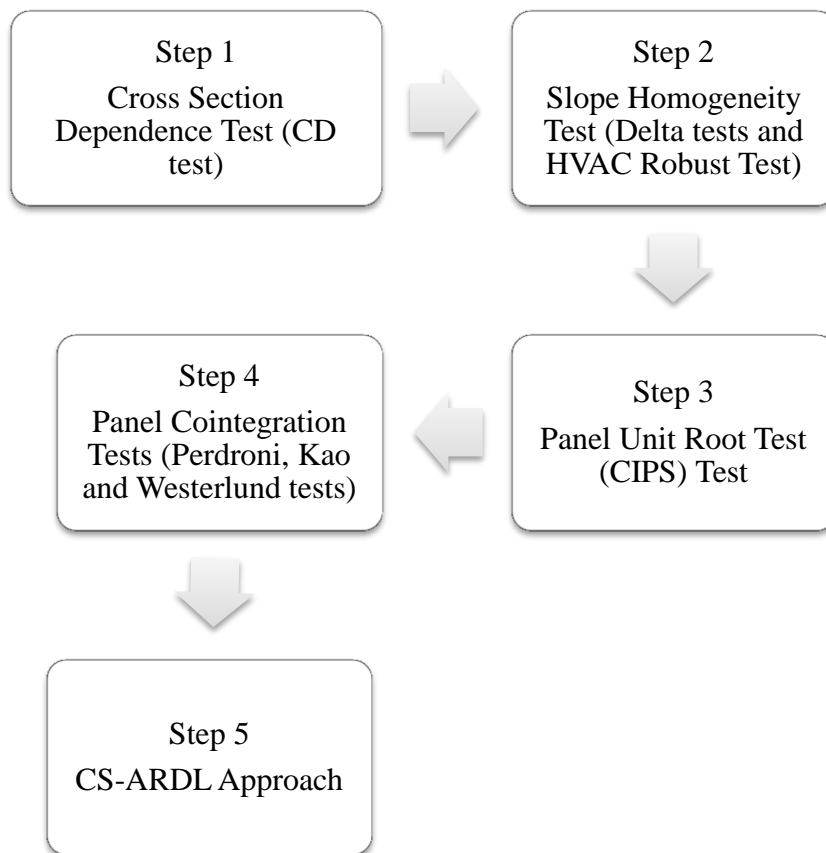 Step 1
Cross Section
Dependence Test (CD
test)
Step 2
Slope Homogeneity
Test (Delta tests and
HVAC Robust Test)
Step 3
Panel Unit Root Test
(CIPS) Test
Step 4
Panel Cointegration
Tests (Perdroni, Kao
and Westerlund tests)
Step 5
CS-ARDL Approach